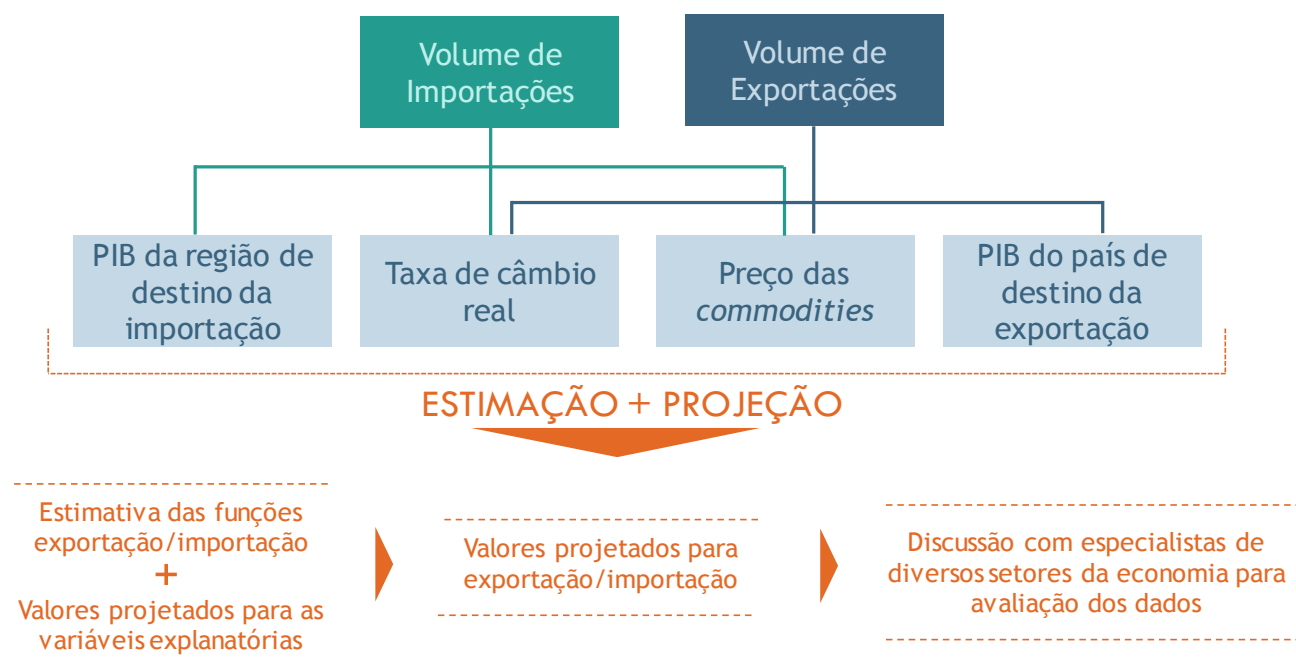 Volume de
Importações
Volume de
Exportações
PIB da região de
destino da
importação
Taxa de câmbio
real
Preço das
commodities
PIB do país de
destino da
exportação
ESTIMAÇÃO + PROJEÇÃO
Estimativa das funções
exportação/importação
+
Valores projetados para as
variáveis explanatórias
Valores projetados para
exportação/importação
Discussão com especialistas de
diversos setores da economia para
avaliação dos dados